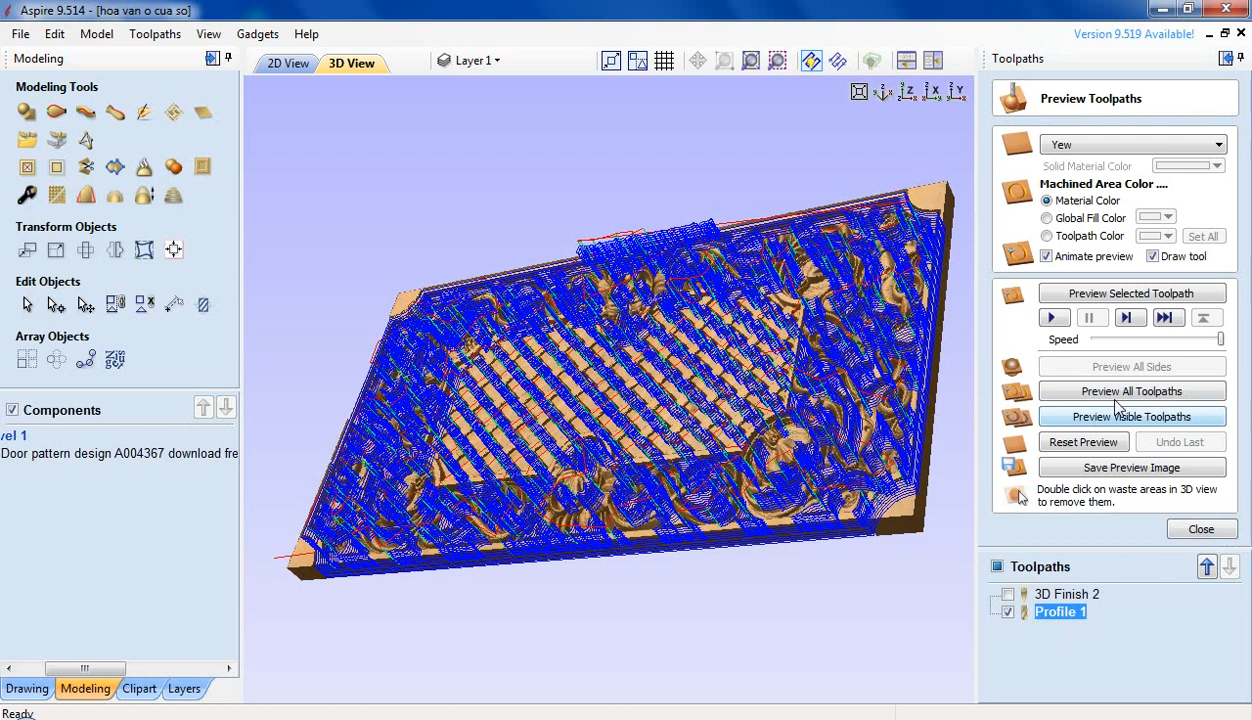 Aspire 9.514 - [hoa van o cua so]
File Edit Model Toolpaths View Gadgets Help
Version 9.519 Available!
Modeling
2D View 3D View Layer 1
Toolpaths
Modeling Tools
Transform Objects
Edit Objects
Array Objects
Components
vel 1
Door pattern design A004367 download fre
Drawing Modeling Clipart Layers
Ready
Z X Y
Preview Toolpaths
Yew
Solid Material Color
Machined Area Color ....
Material Color
Global Fill Color
Toolpath Color Set All
Animate preview Draw tool
Preview Selected Toolpath
Speed
Preview All Sides
Preview All Toolpaths
Preview Visible Toolpaths
Reset Preview Undo Last
Save Preview Image
Double click on waste areas in 3D view
to remove them.
Close
Toolpaths
3D Finish 2
Profile 1